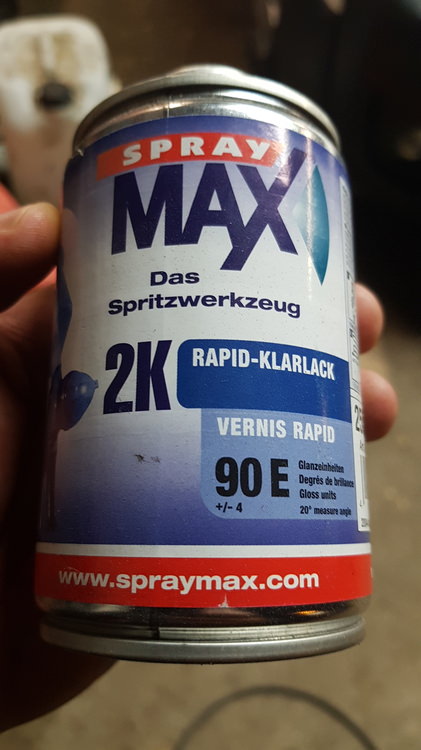 SPRAY
MAX
Das
Spritzwerkzeug
2K
RAPID-KLARLACK
VERNIS RAPID
90 E
+/- 4
Glanzeinheiten
Degrés de brillance
Gloss units
20° measure angle
www.spraymax.com